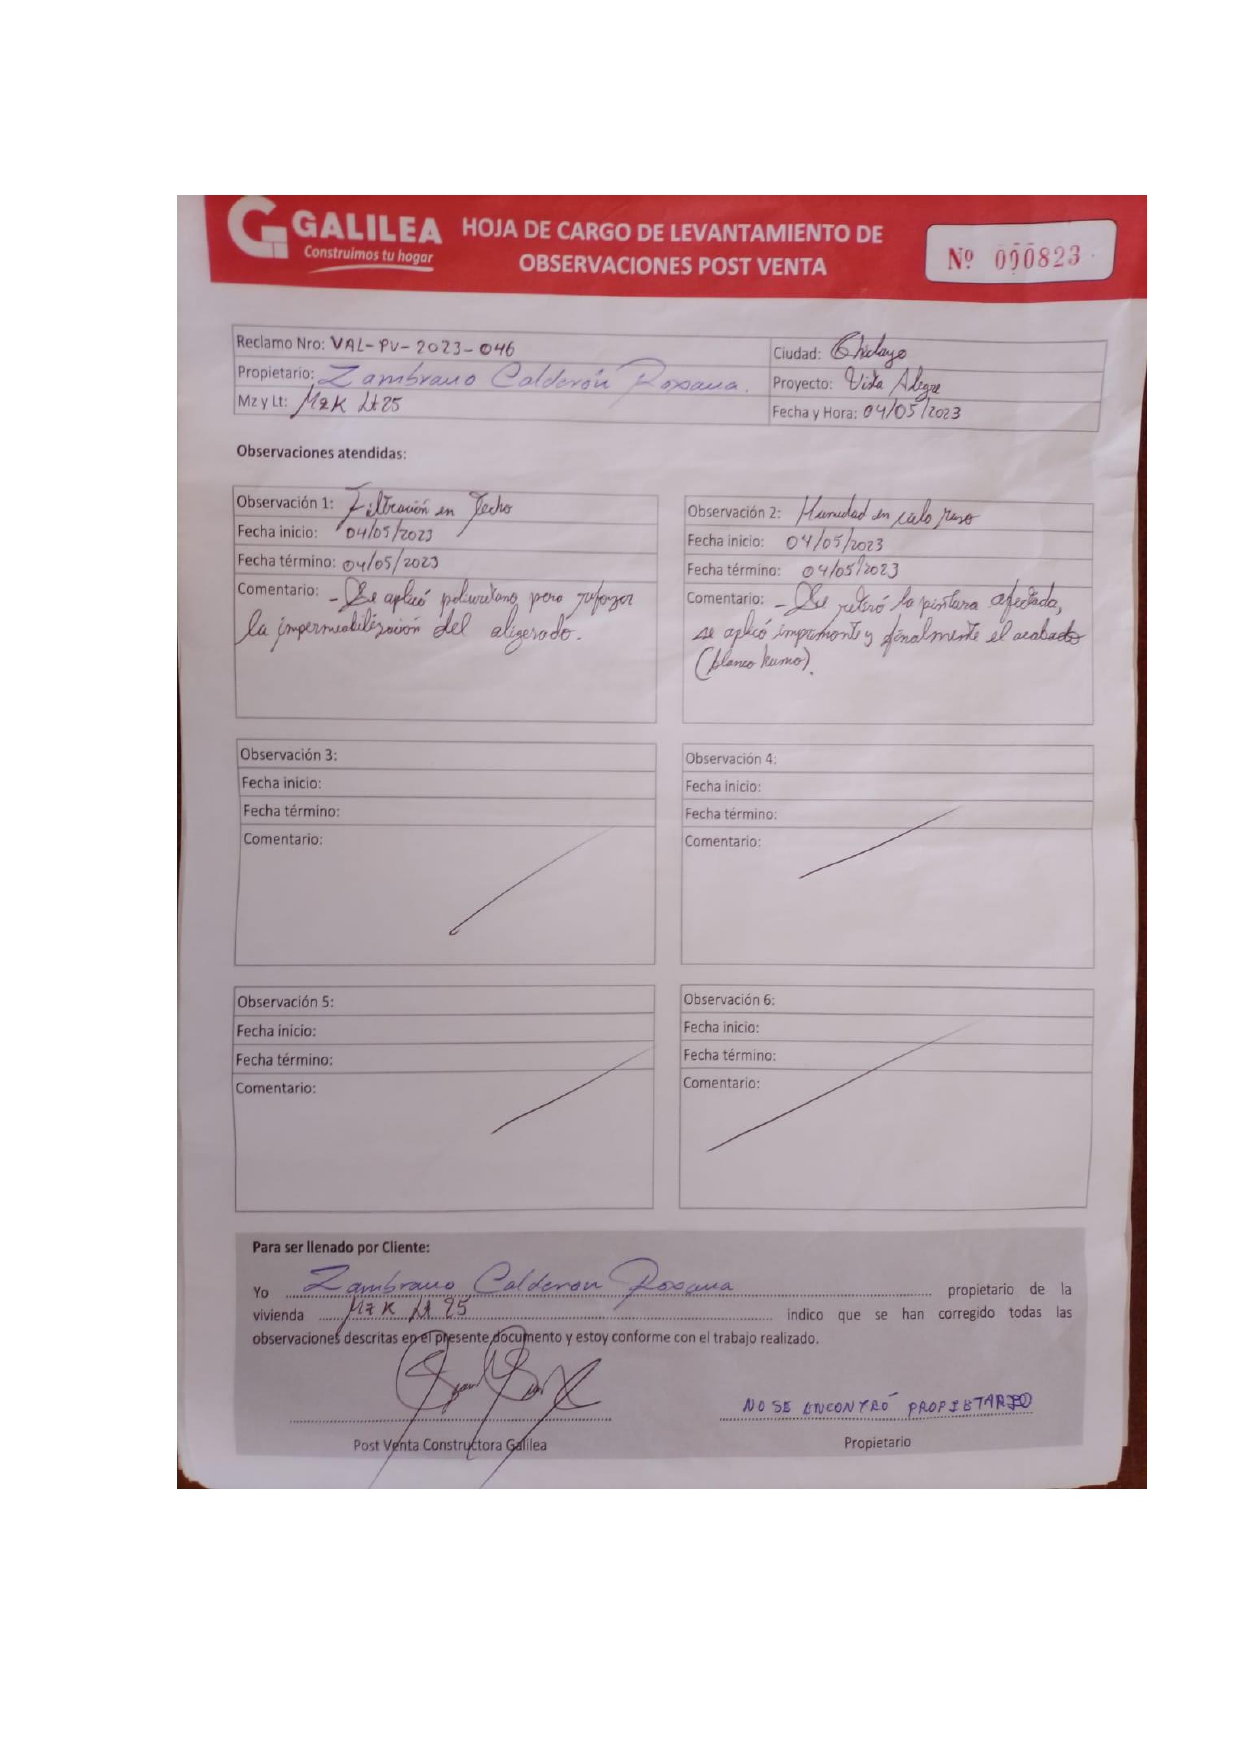 GALILEA
Construimos tu hogar
HOJA DE CARGO DE LEVANTAMIENTO DE
OBSERVACIONES POST VENTA
Nº 000823
Reclamo Nro: VAL-PV-2023-046
Ciudad: Chiclayo
Propietario: Zambrano Calderón Roxana.
Proyecto: Vista Alegre
Mz y Lt: Mz K Lt 25
Fecha y Hora: 04/05/2023
Observaciones atendidas:
Observación 1: Filtración en Techo
Fecha inicio: 04/05/2023
Fecha término: 04/05/2023
Comentario: - Se aplicó poliuretano para reforzar
la impermeabilización del aligerado.
Observación 2: Humedad en cielo raso
Fecha inicio: 04/05/2023
Fecha término: 04/05/2023
Comentario: - Se retiró la pintura afectada,
se aplicó imprimante y finalmente el acabado
(blanco humo).
Observación 3:
Fecha inicio:
Fecha término:
Comentario:
Observación 4:
Fecha inicio:
Fecha término:
Comentario:
Observación 5:
Fecha inicio:
Fecha término:
Comentario:
Observación 6:
Fecha inicio:
Fecha término:
Comentario:
Para ser llenado por Cliente:
Yo Zambrano Calderon Roxana propietario de la
vivienda Mz K Lt 25 indico que se han corregido todas las
observaciones descritas en el presente documento y estoy conforme con el trabajo realizado.
NO SE ENCONTRÓ PROPIETARIO
Post Venta Constructora Galilea
Propietario